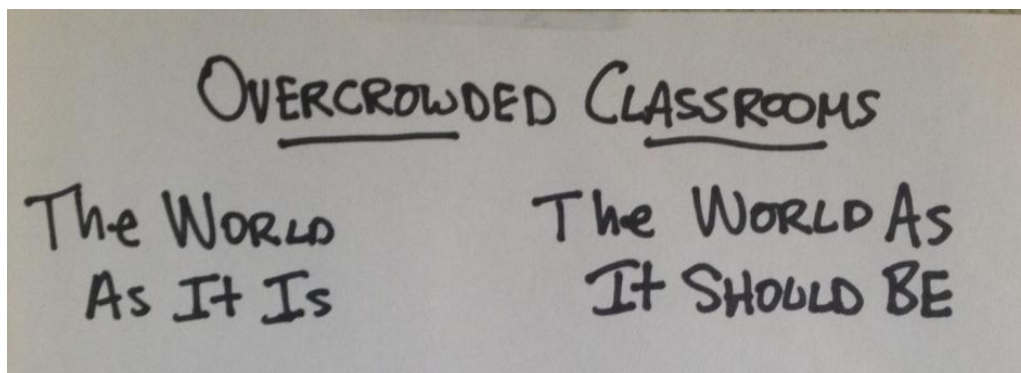 OVERCROWDED CLASSROOMS
The WORLD
As It Is
The WORLD As
It SHOULD BE